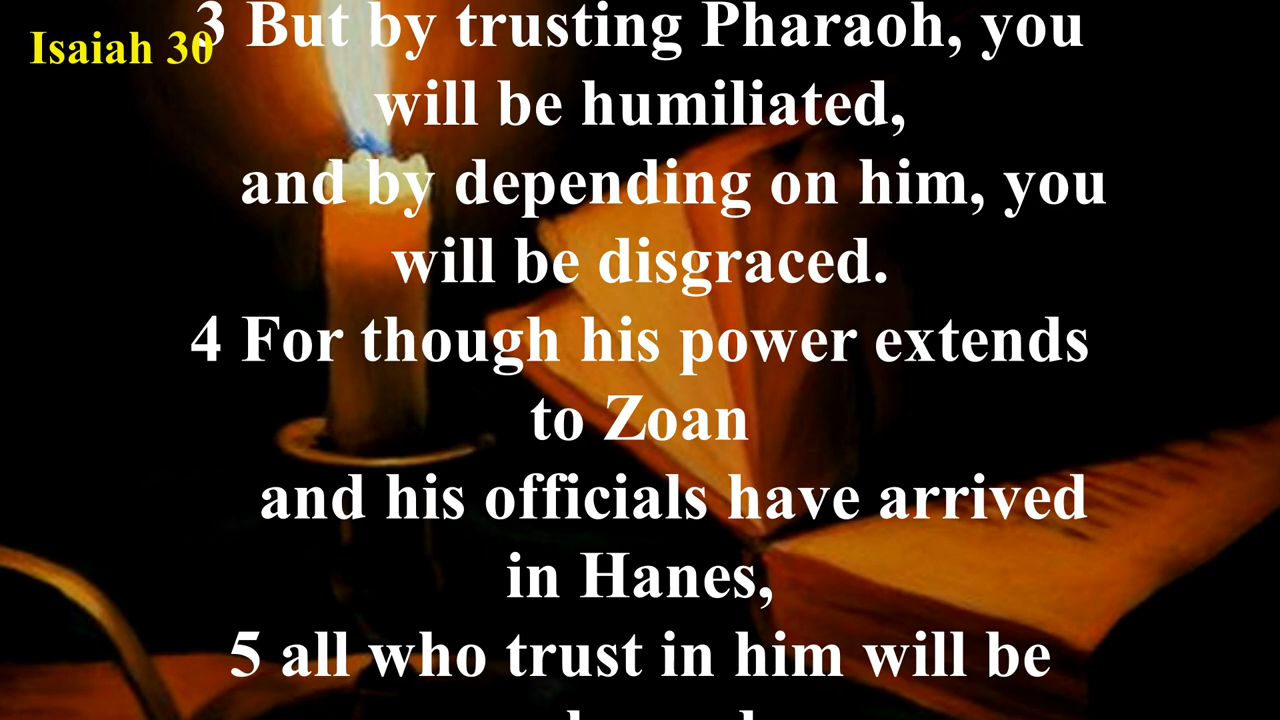 Isaiah 30
3 But by trusting Pharaoh, you
will be humiliated,
and by depending on him, you
will be disgraced.
4 For though his power extends
to Zoan
and his officials have arrived
in Hanes,
5 all who trust in him will be